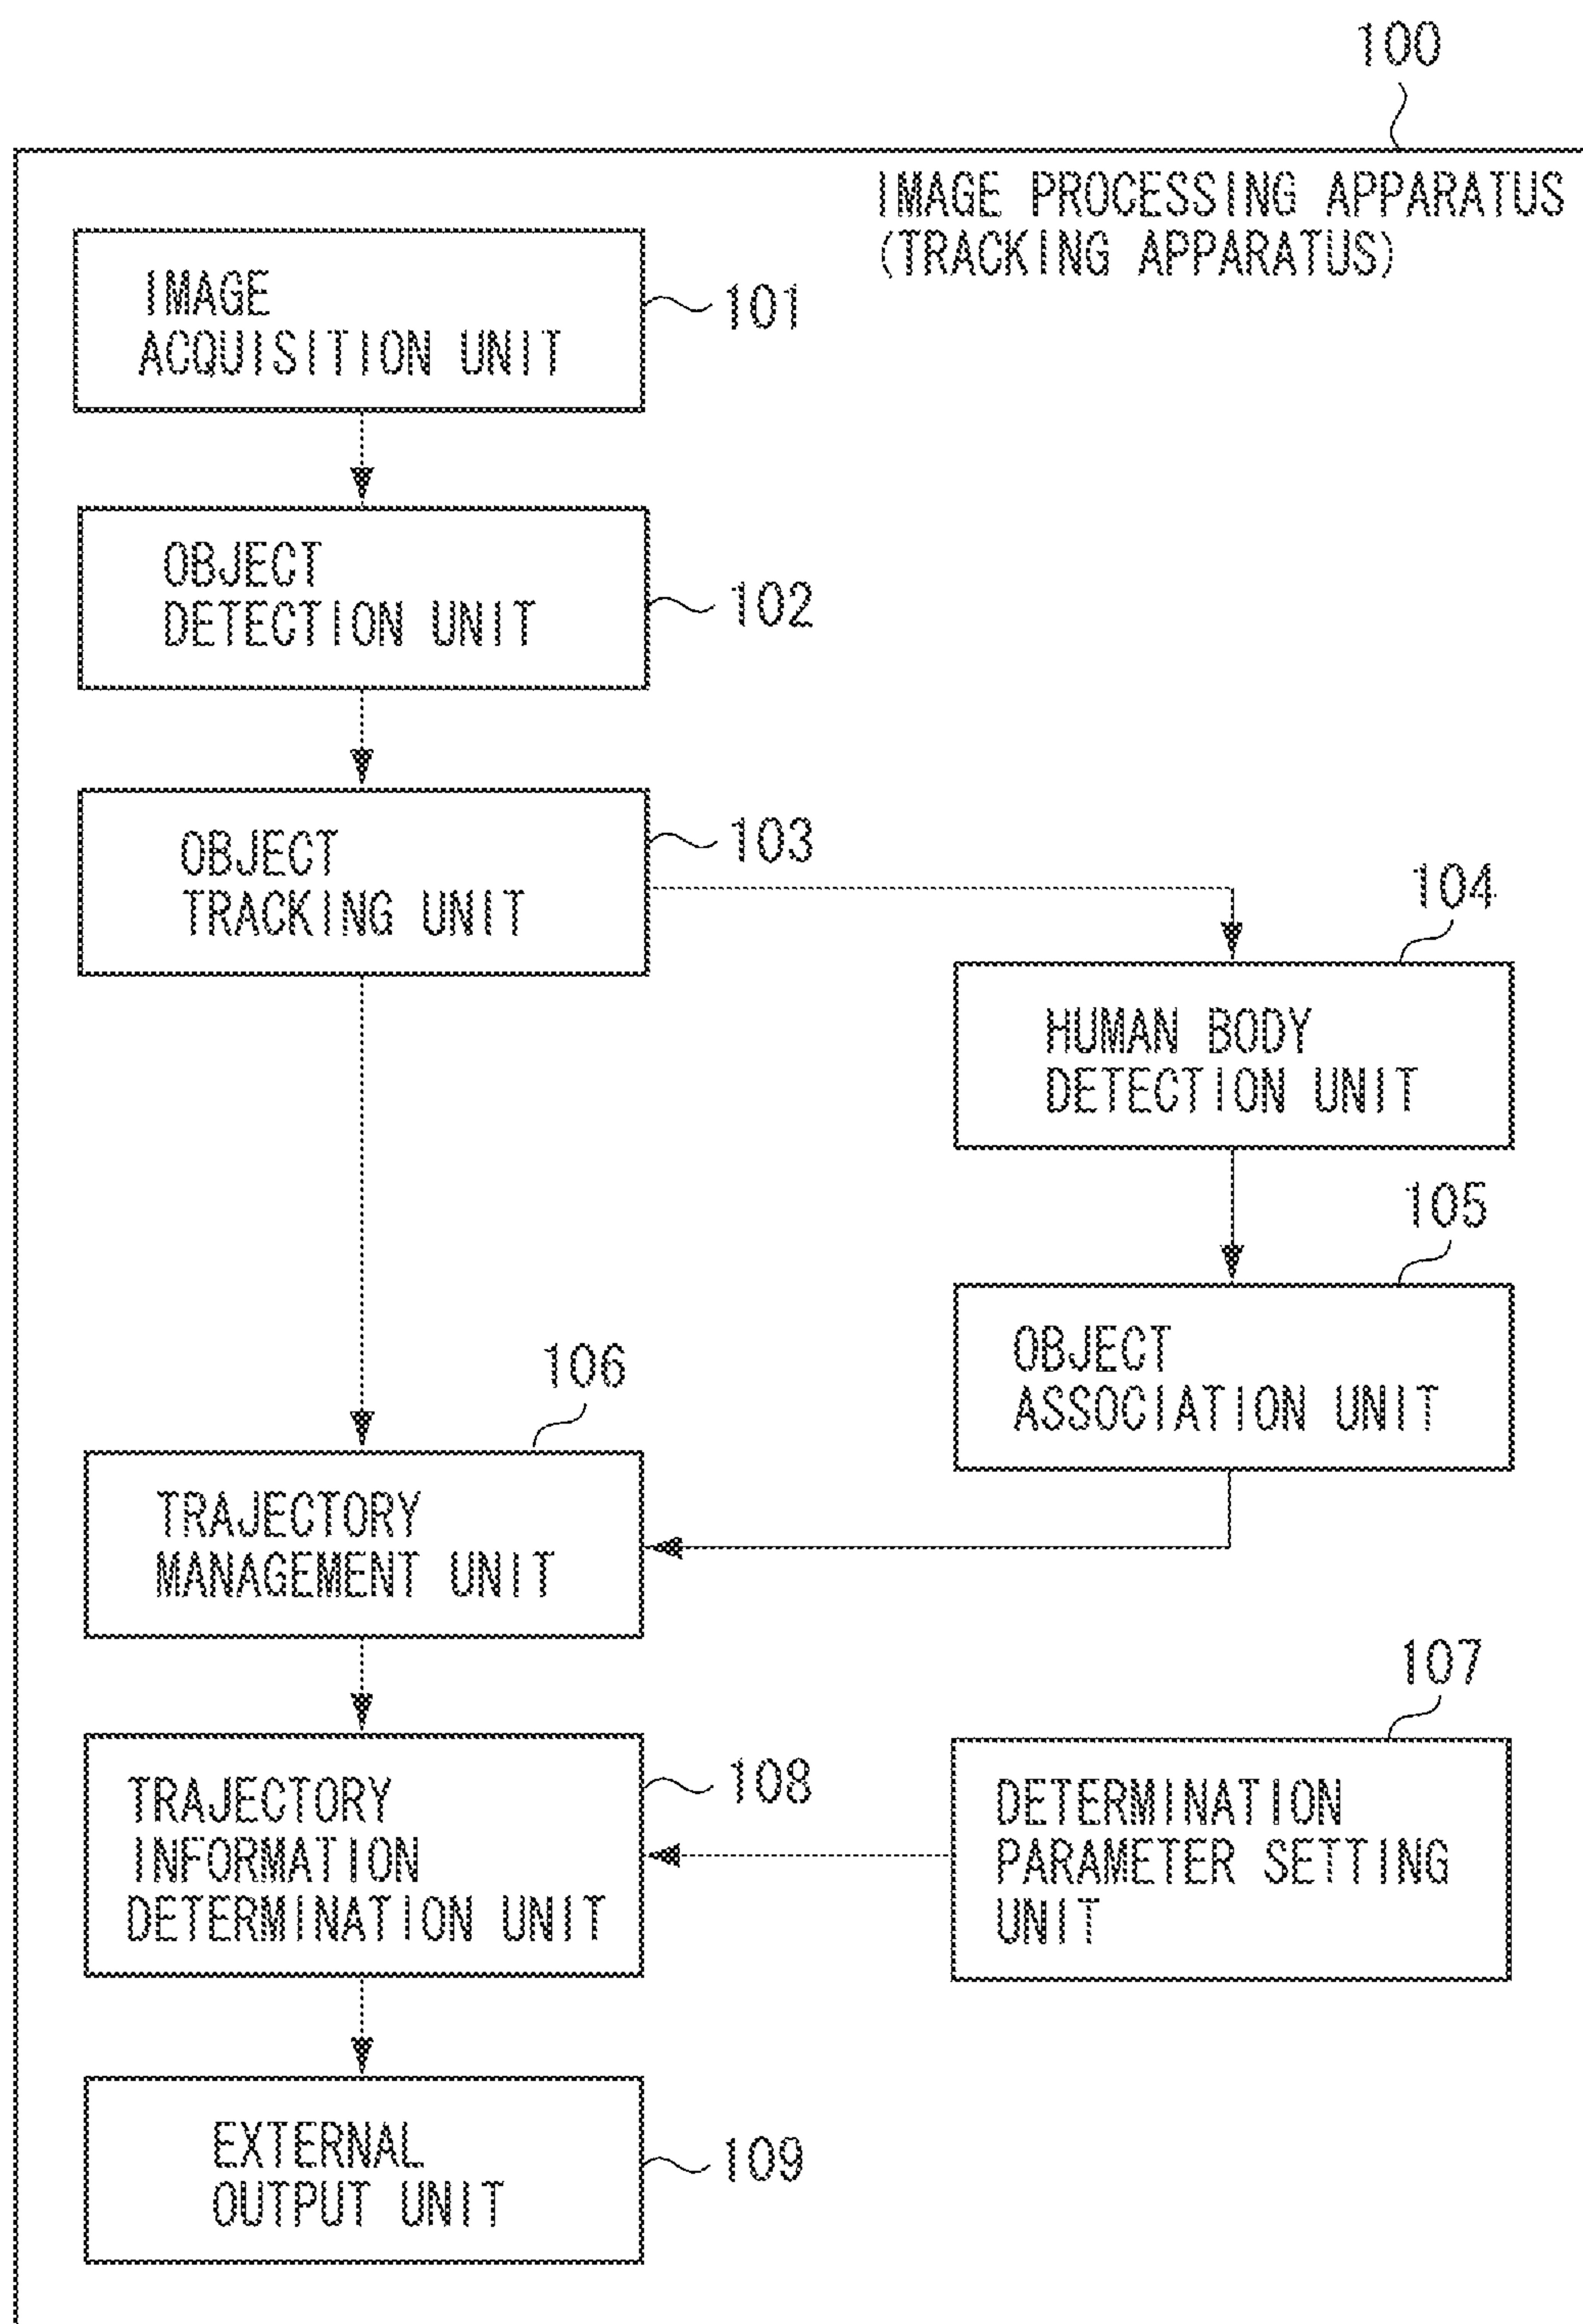 100
IMAGE PROCESSING APPARATUS
(TRACKING APPARATUS)
IMAGE
ACQUISITION UNIT
101
OBJECT
DETECTION UNIT
102
OBJECT
TRACKING UNIT
103
104
HUMAN BODY
DETECTION UNIT
105
OBJECT
ASSOCIATION UNIT
106
TRAJECTORY
MANAGEMENT UNIT
107
TRAJECTORY
INFORMATION
DETERMINATION UNIT
108
DETERMINATION
PARAMETER SETTING
UNIT
EXTERNAL
OUTPUT UNIT
109